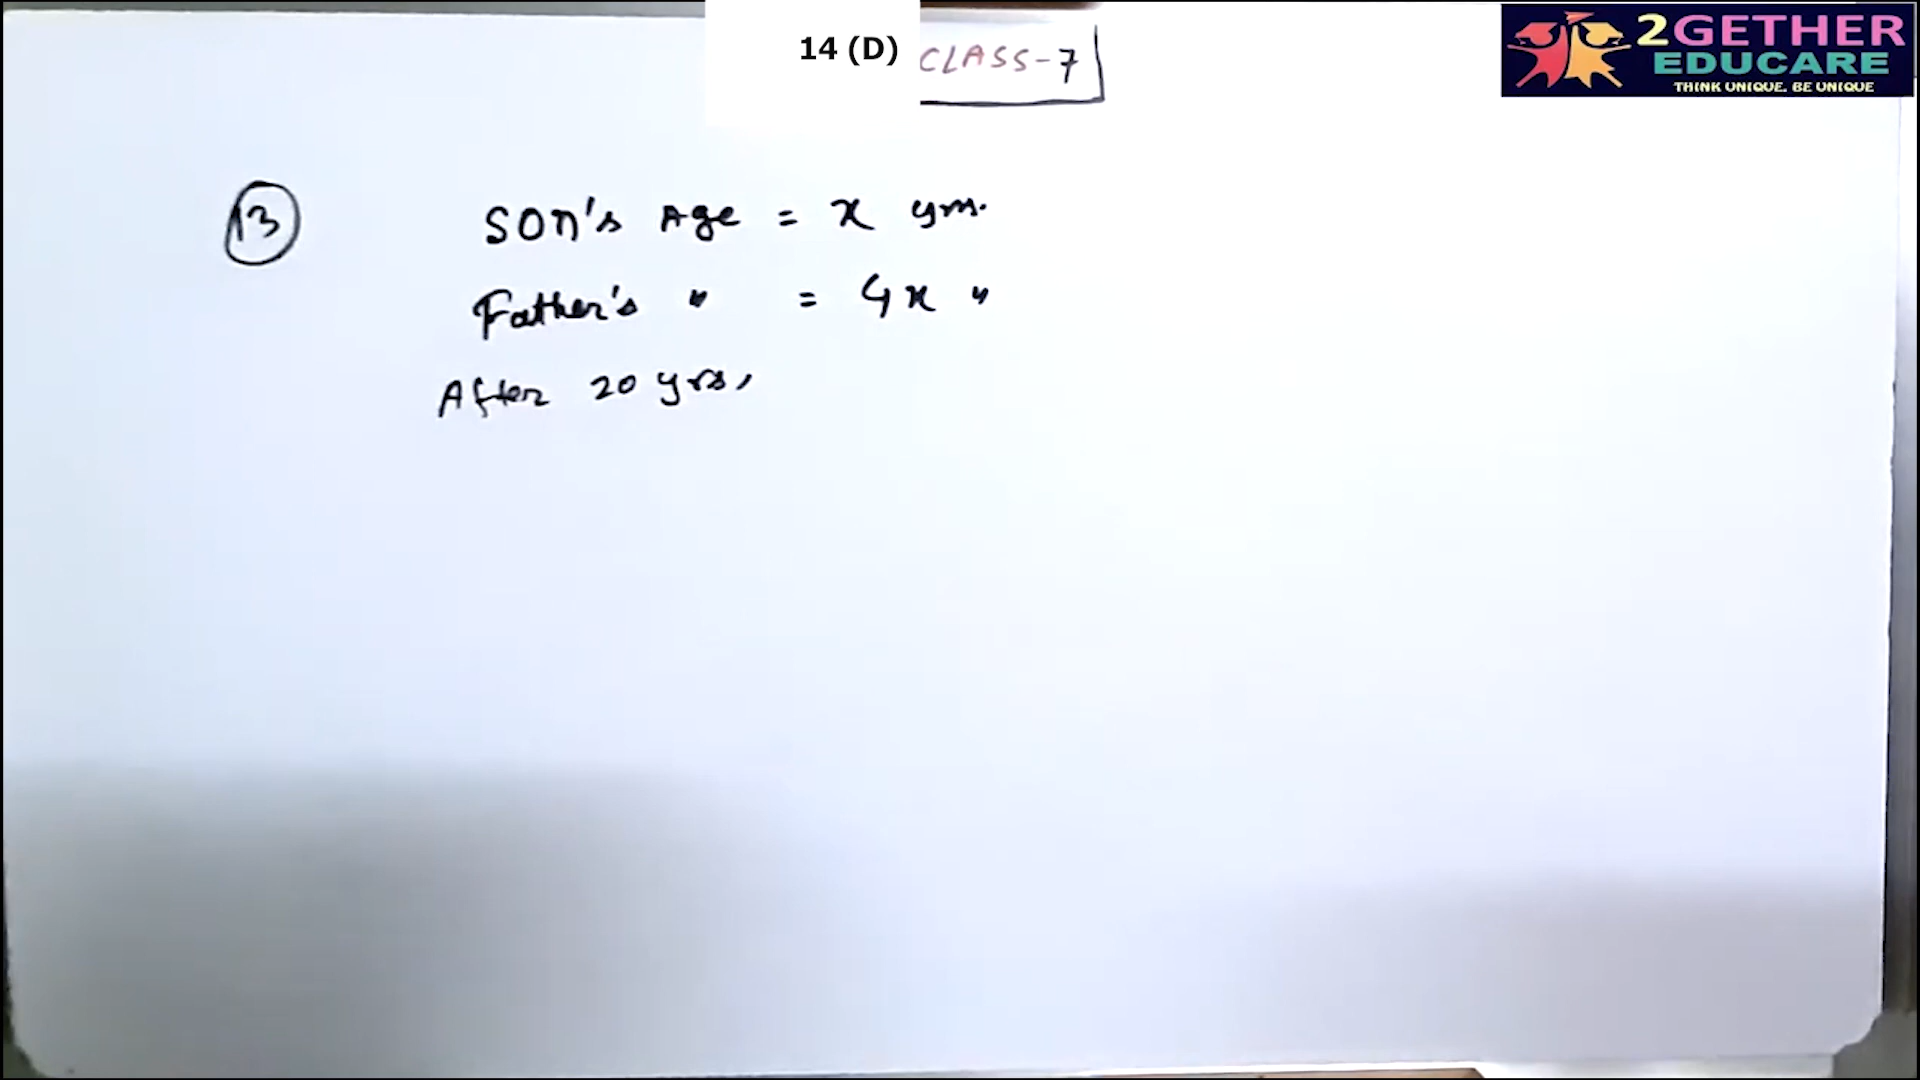 14 (D) CLASS-7
2GETHER
EDUCARE
THINK UNIQUE. BE UNIQUE
13 SON'S Age = x yrs.
Father's " = 4x "
After 20 yrs,